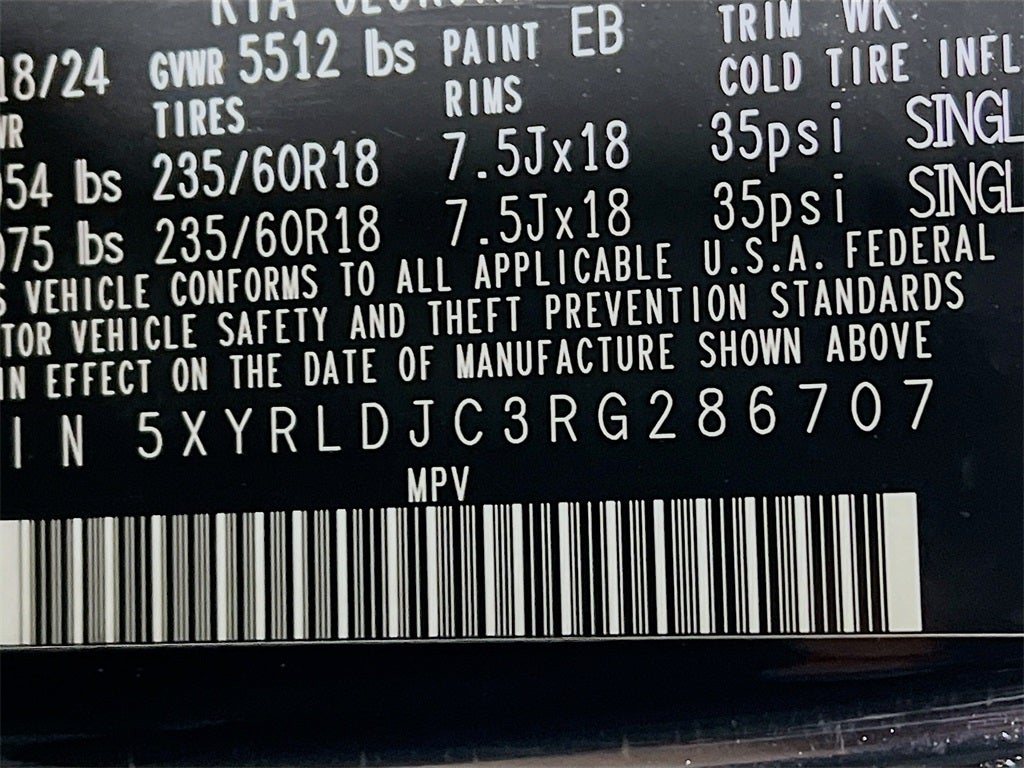 18/24 GVWR 5512 lbs PAINT EB TRIM WK
TIRES RIMS COLD TIRE INFL
54 lbs 235/60R18 7.5Jx18 35psi SINGL
075 lbs 235/60R18 7.5Jx18 35psi SINGL
S VEHICLE CONFORMS TO ALL APPLICABLE U.S.A. FEDERAL
TOR VEHICLE SAFETY AND THEFT PREVENTION STANDARDS
IN EFFECT ON THE DATE OF MANUFACTURE SHOWN ABOVE
IN 5XYRLDJC3RG286707
MPV